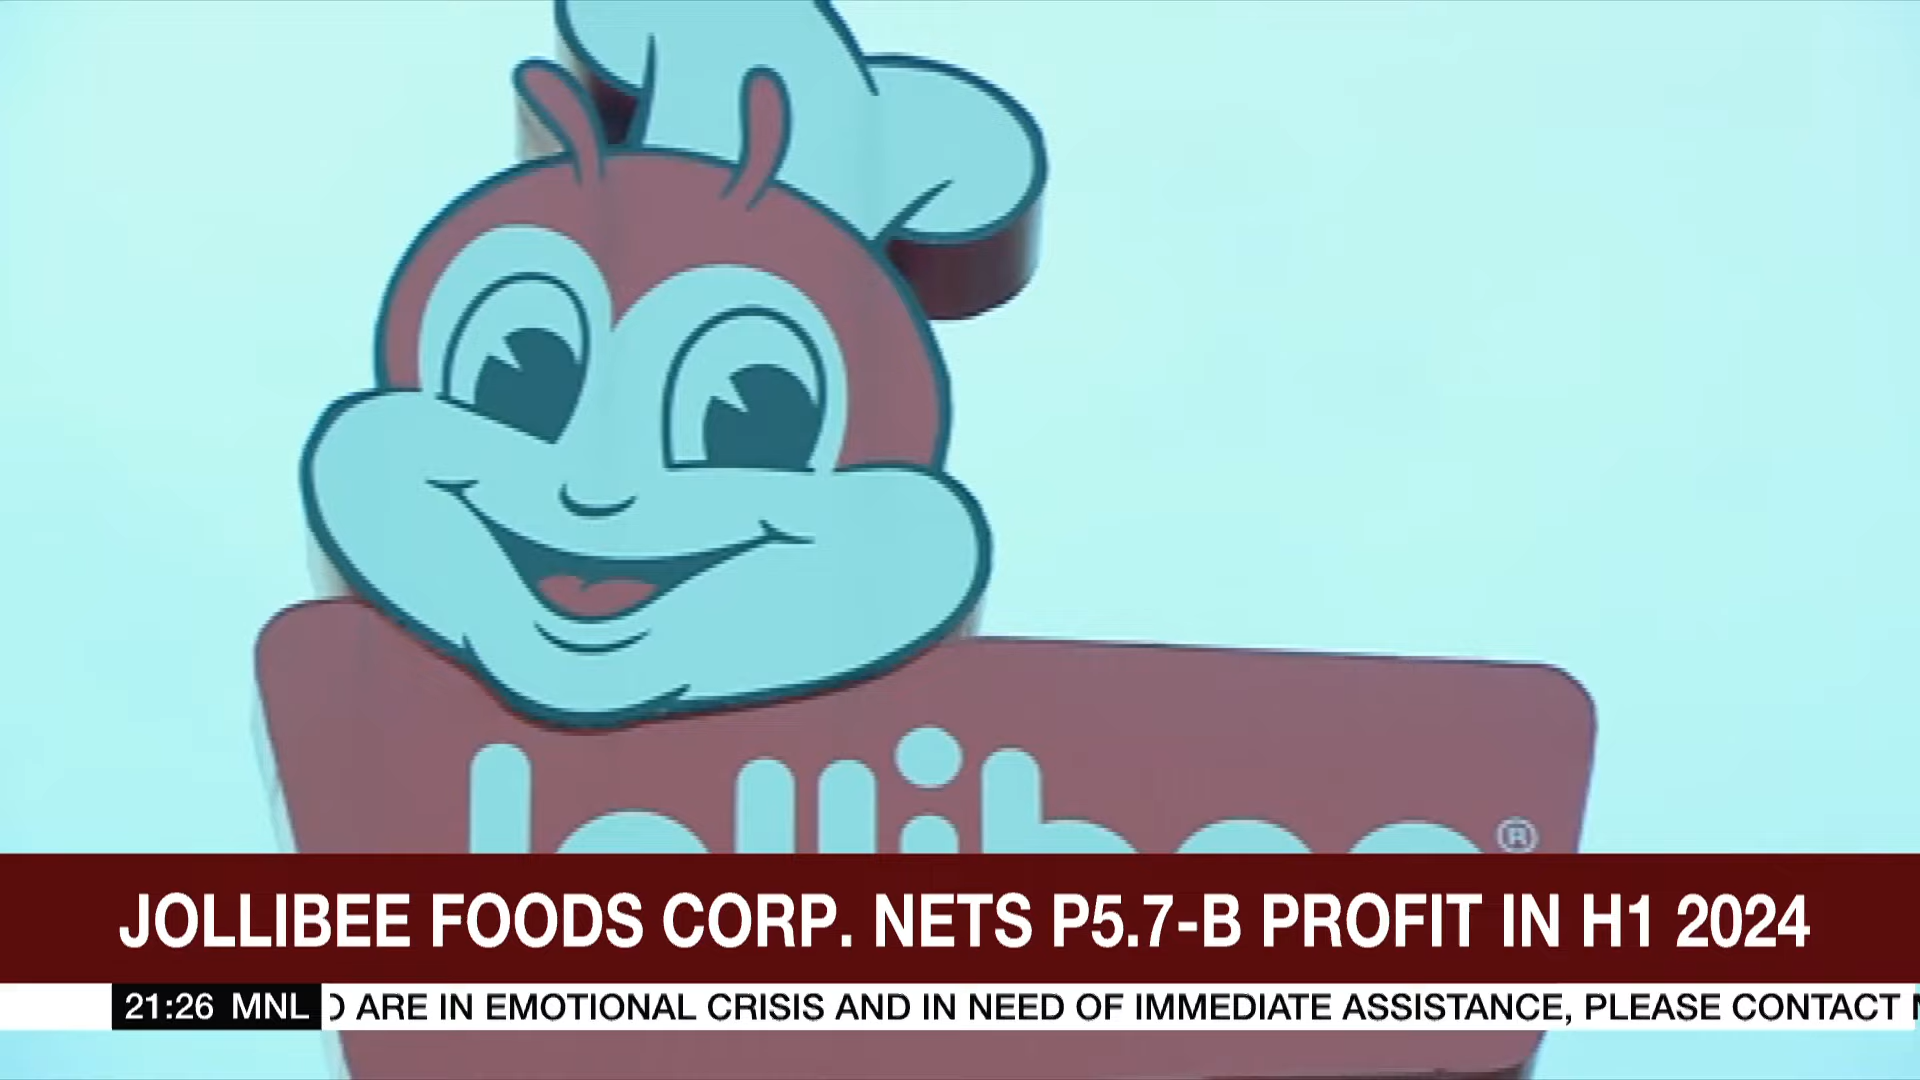 Jollibee®
JOLLIBEE FOODS CORP. NETS P5.7-B PROFIT IN H1 2024
21:26 MNL
ARE IN EMOTIONAL CRISIS AND IN NEED OF IMMEDIATE ASSISTANCE, PLEASE CONTACT